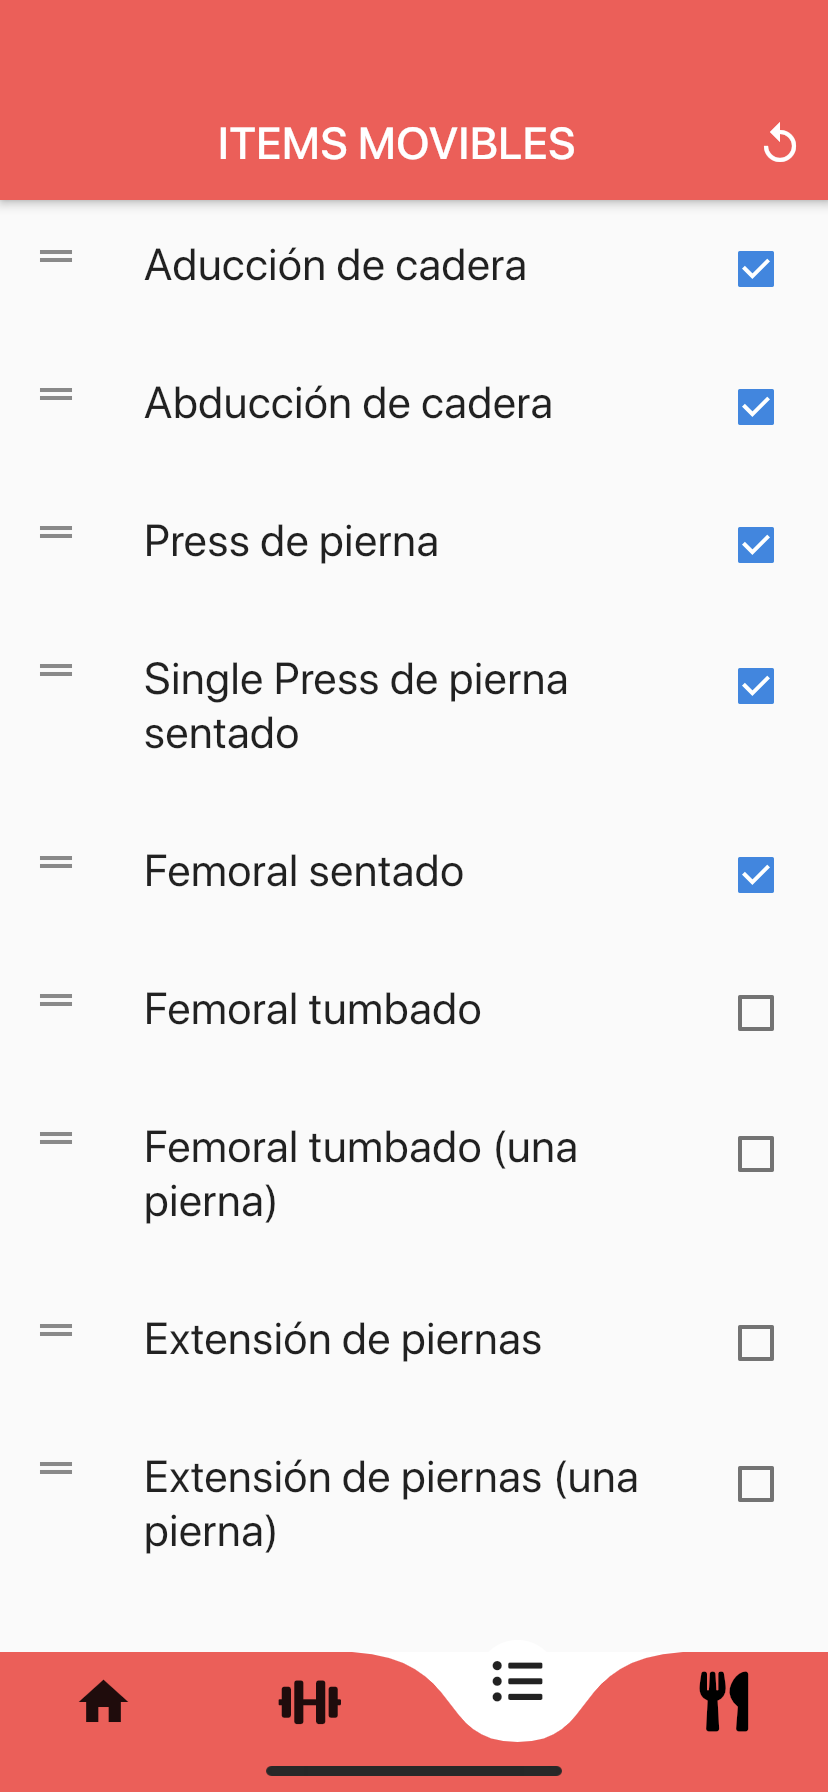 ITEMS MOVIBLES
Aducción de cadera
Abducción de cadera
Press de pierna
Single Press de pierna
sentado
Femoral sentado
Femoral tumbado
Femoral tumbado (una
pierna)
Extensión de piernas
Extensión de piernas (una
pierna)